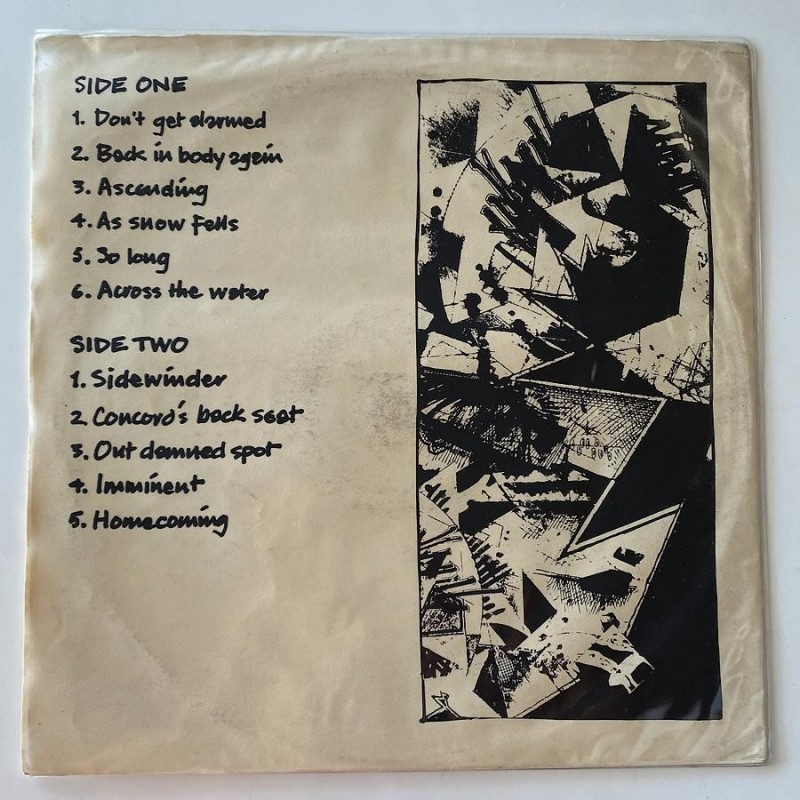 SIDE ONE
1. Don't get alarmed
2. Back in body again
3. Ascending
4. As snow falls
5. So long
6. Across the water
SIDE TWO
1. Sidewinder
2 Concord's back seat
3. Out damned spot
4. Imminent
5. Homecoming